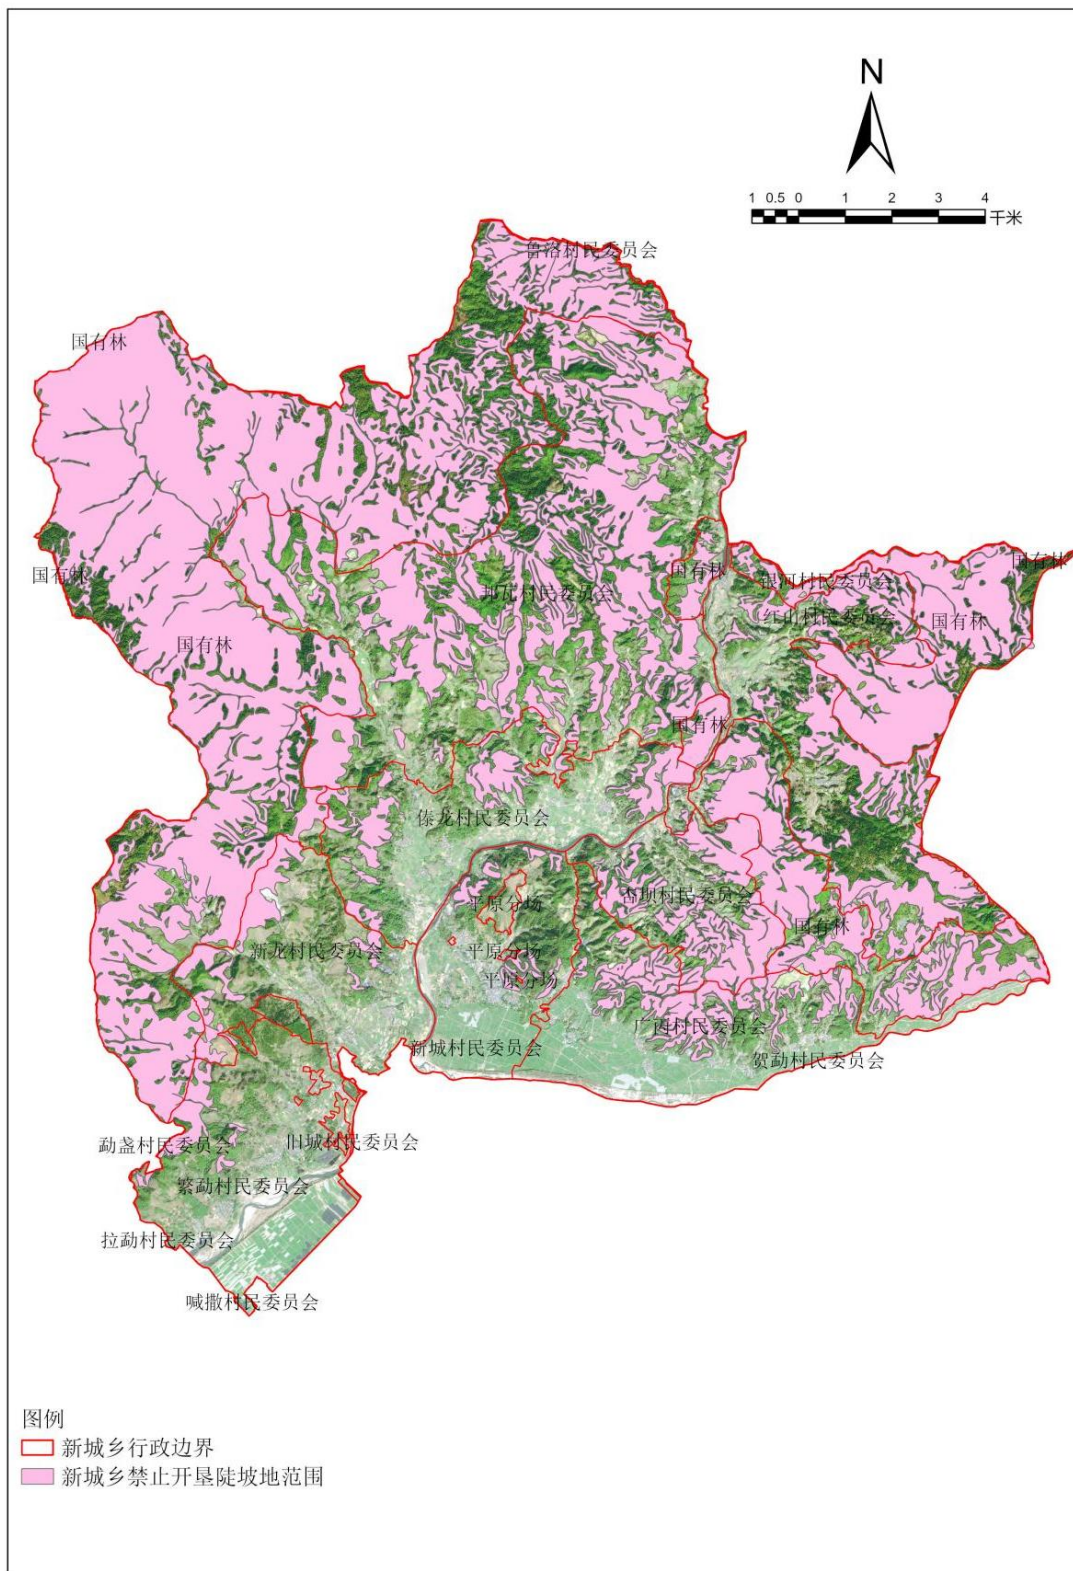 N
1 0.5 0 1 2 3 4
千米
鲁洛村民委员会
国有林
国有林
国有林
国有林
银河村民委员会
邦瓦村民委员会
红山村民委员会
国有林
国有林
国有林
傣龙村民委员会
杏坝村民委员会
平原分场
国有林
新龙村民委员会
平原分场
平原分场
广西村民委员会
新城村民委员会
贺勐村民委员会
勐盏村民委员会
旧城村民委员会
繁勐村民委员会
拉勐村民委员会
喊撒村民委员会
图例
新城乡行政边界
新城乡禁止开垦陡坡地范围